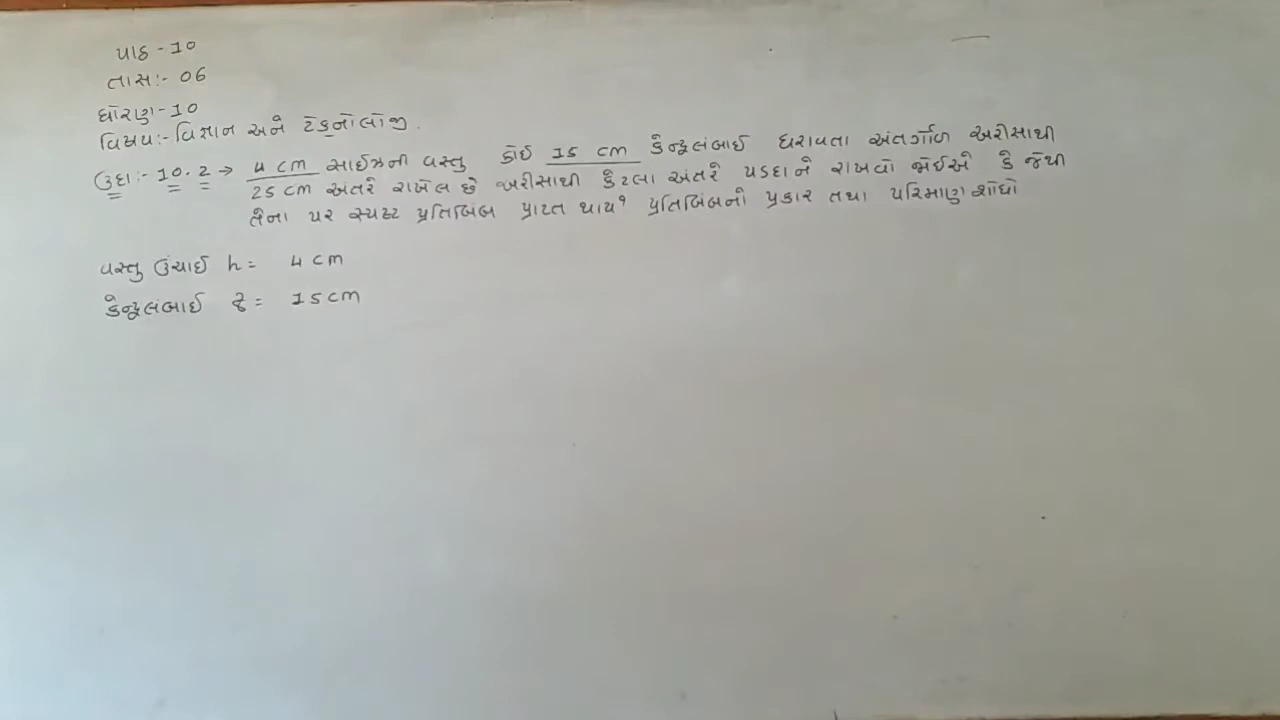 પાઠ - 10
તાસ:- 06
ધોરણ - 10
વિષય:- વિજ્ઞાન અને ટેકનોલોજી.
ઉદા:- 10.2 → 4 cm સાઈઝની વસ્તુ કોઈ 15 cm કેન્દ્રલંબાઈ ધરાવતા અંતર્ગોળ અરીસાથી
25 cm અંતરે રાખેલ છે અરીસાથી કેટલા અંતરે પડદાને રાખવો જોઈએ કે જેથી
તેના પર સ્પષ્ટ પ્રતિબિંબ પ્રાપ્ત થાય? પ્રતિબિંબનો પ્રકાર તથા પરિમાણ શોધો
વસ્તુ ઉંચાઈ h = 4 cm
કેન્દ્રલંબાઈ f = 15 cm